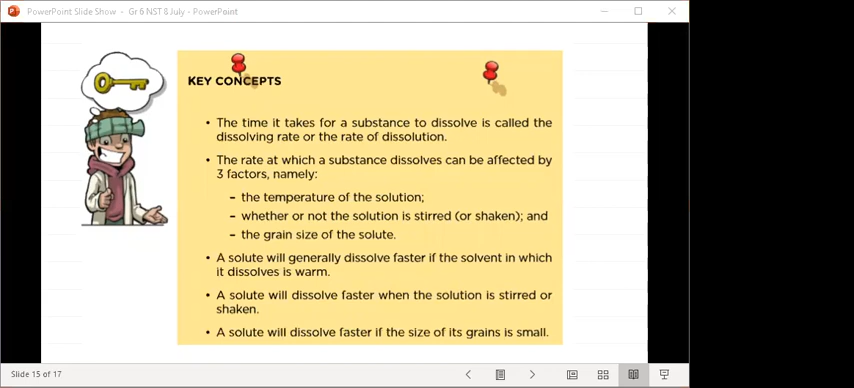 PowerPoint Slide Show - Gr 6 NST 8 July - PowerPoint
KEY CONCEPTS
• The time it takes for a substance to dissolve is called the
dissolving rate or the rate of dissolution.
• The rate at which a substance dissolves can be affected by
3 factors, namely:
– the temperature of the solution;
– whether or not the solution is stirred (or shaken); and
– the grain size of the solute.
• A solute will generally dissolve faster if the solvent in which
it dissolves is warm.
• A solute will dissolve faster when the solution is stirred or
shaken.
• A solute will dissolve faster if the size of its grains is small.
Slide 15 of 17